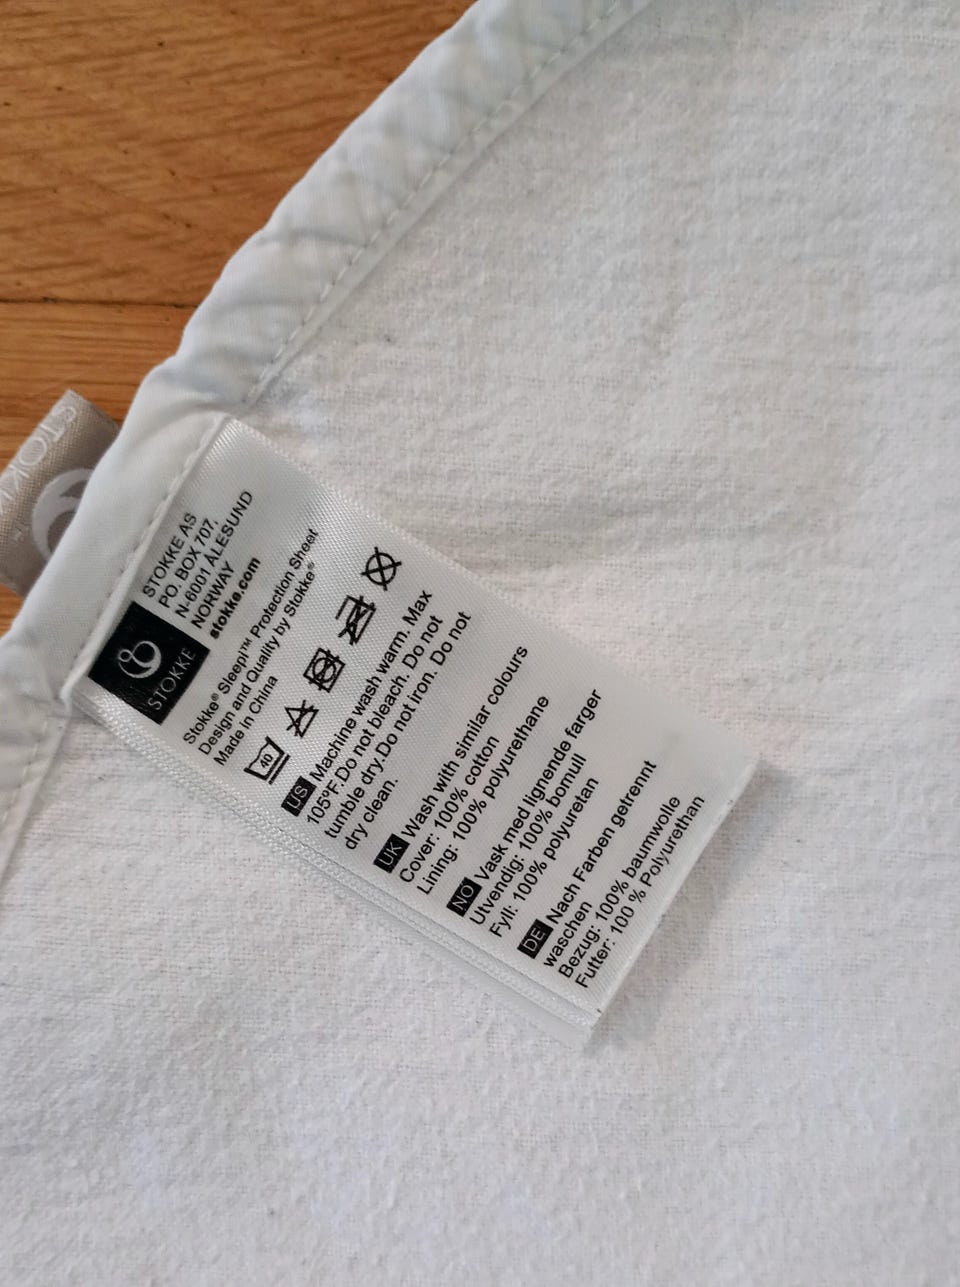 STOKKE
STOKKE
STOKKE AS
PO. BOX 707,
N-6001 ÅLESUND
NORWAY
stokke.com
Stokke® Sleepi™ Protection Sheet
Design and Quality by Stokke®
Made in China
40
US Machine wash warm. Max
105°F.Do not bleach. Do not
tumble dry.Do not iron. Do not
dry clean.
UK Wash with similar colours
Cover: 100% cotton
Lining: 100% polyurethane
NO Vask med lignende farger
Utvendig: 100% bomull
Fyll: 100% polyuretan
DE Nach Farben getrennt
waschen
Bezug: 100% baumwolle
Futter: 100 % Polyurethan